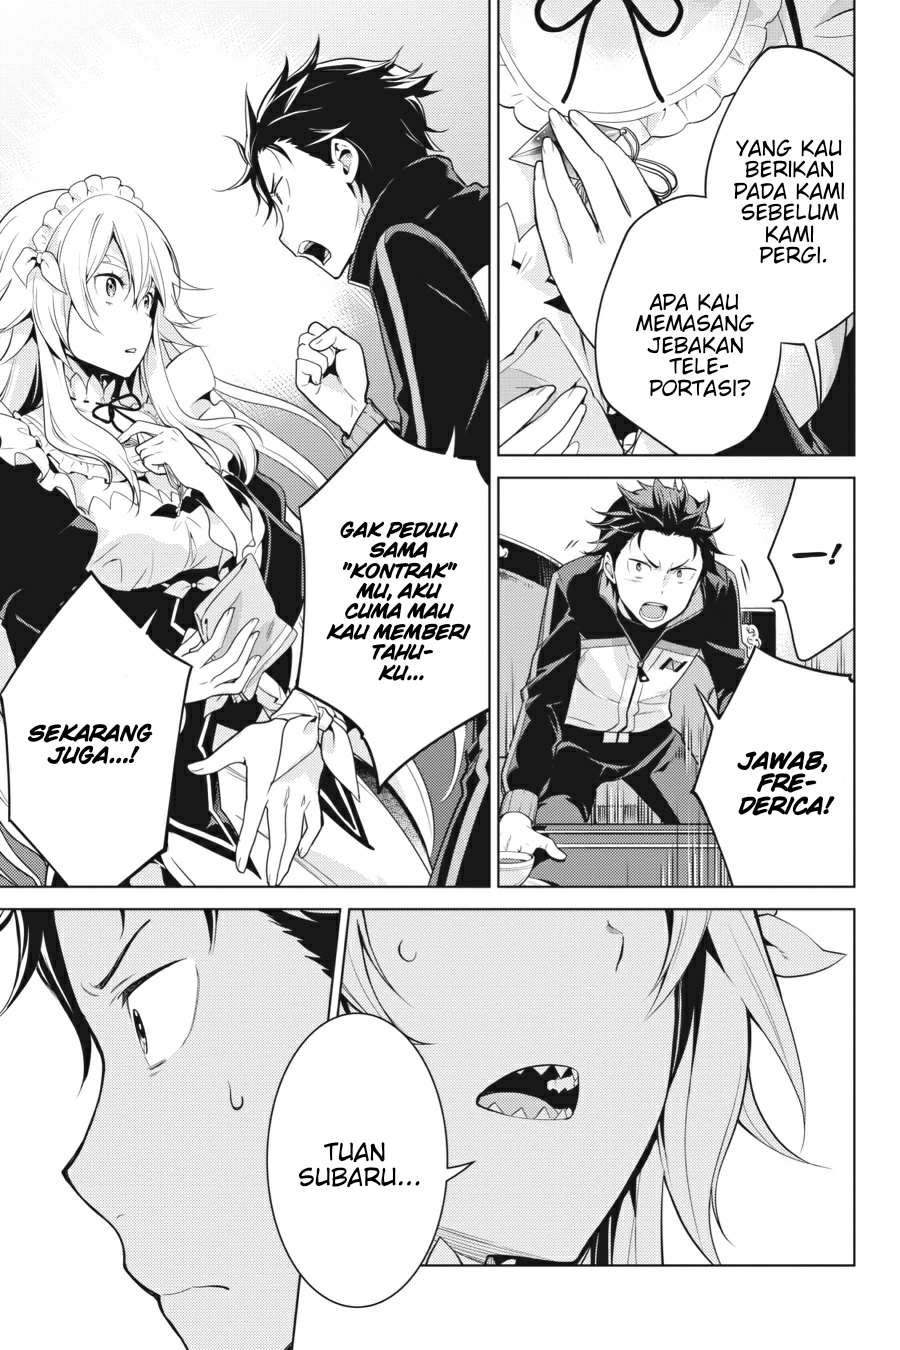 YANG KAU
BERIKAN
PADA KAMI
SEBELUM
KAMI
PERGI.
APA KAU
MEMASANG
JEBAKAN
TELE-
PORTASI?
—!
JAWAB,
FRE-
DERICA!
GAK PEDULI
SAMA
"KONTRAK"
MU, AKU
CUMA MAU
KAU MEMBERI
TAHU-
KU...
SEKARANG
JUGA...!
TUAN
SUBARU...